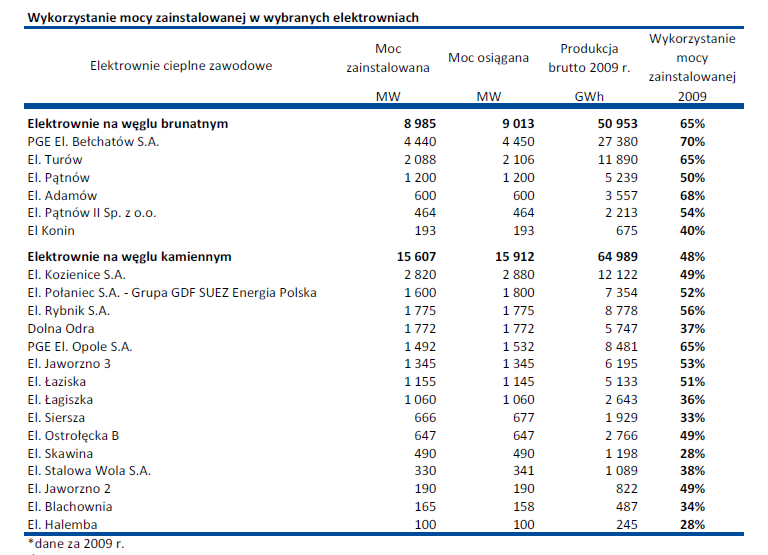 Wykorzystanie mocy zainstalowanej w wybranych elektrowniach
Elektrownie cieplne zawodowe Moc zainstalowana Moc osiągana Produkcja brutto 2009 r. Wykorzystanie mocy zainstalowanej
MW MW GWh 2009
Elektrownie na węglu brunatnym 8 985 9 013 50 953 65%
PGE El. Bełchatów S.A. 4 440 4 450 27 380 70%
El. Turów 2 088 2 106 11 890 65%
El. Pątnów 1 200 1 200 5 239 50%
El. Adamów 600 600 3 557 68%
El. Pątnów II Sp. z o.o. 464 464 2 213 54%
El Konin 193 193 675 40%
Elektrownie na węglu kamiennym 15 607 15 912 64 989 48%
El. Kozienice S.A. 2 820 2 880 12 122 49%
El. Połaniec S.A. - Grupa GDF SUEZ Energia Polska 1 600 1 800 7 354 52%
El. Rybnik S.A. 1 775 1 775 8 778 56%
Dolna Odra 1 772 1 772 5 747 37%
PGE El. Opole S.A. 1 492 1 532 8 481 65%
El. Jaworzno 3 1 345 1 345 6 195 53%
El. Łaziska 1 155 1 145 5 133 51%
El. Łagiszka 1 060 1 060 2 643 36%
El. Siersza 666 677 1 929 33%
El. Ostrołęcka B 647 647 2 766 49%
El. Skawina 490 490 1 198 28%
El. Stalowa Wola S.A. 330 341 1 089 38%
El. Jaworzno 2 190 190 822 49%
El. Blachownia 165 158 487 34%
El. Halemba 100 100 245 28%
*dane za 2009 r.